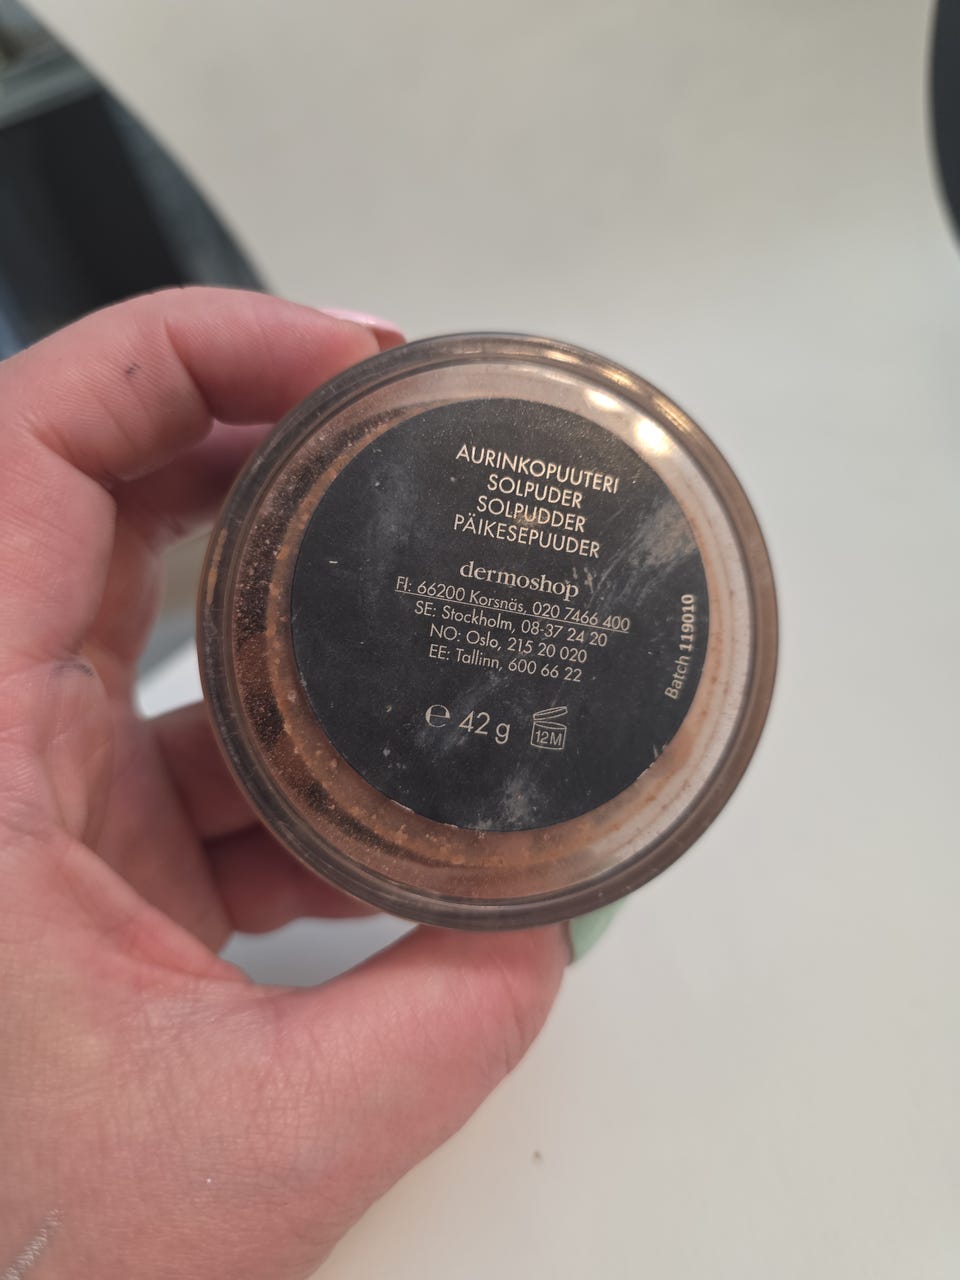 AURINKOPUUTERI
SOLPUDER
SOLPUDDER
PÄIKESEPUUDER
dermoshop
FI: 66200 Korsnäs, 020 7466 400
SE: Stockholm, 08-37 24 20
NO: Oslo, 215 20 020
EE: Tallinn, 600 66 22
℮ 42 g
12M
Batch 119010